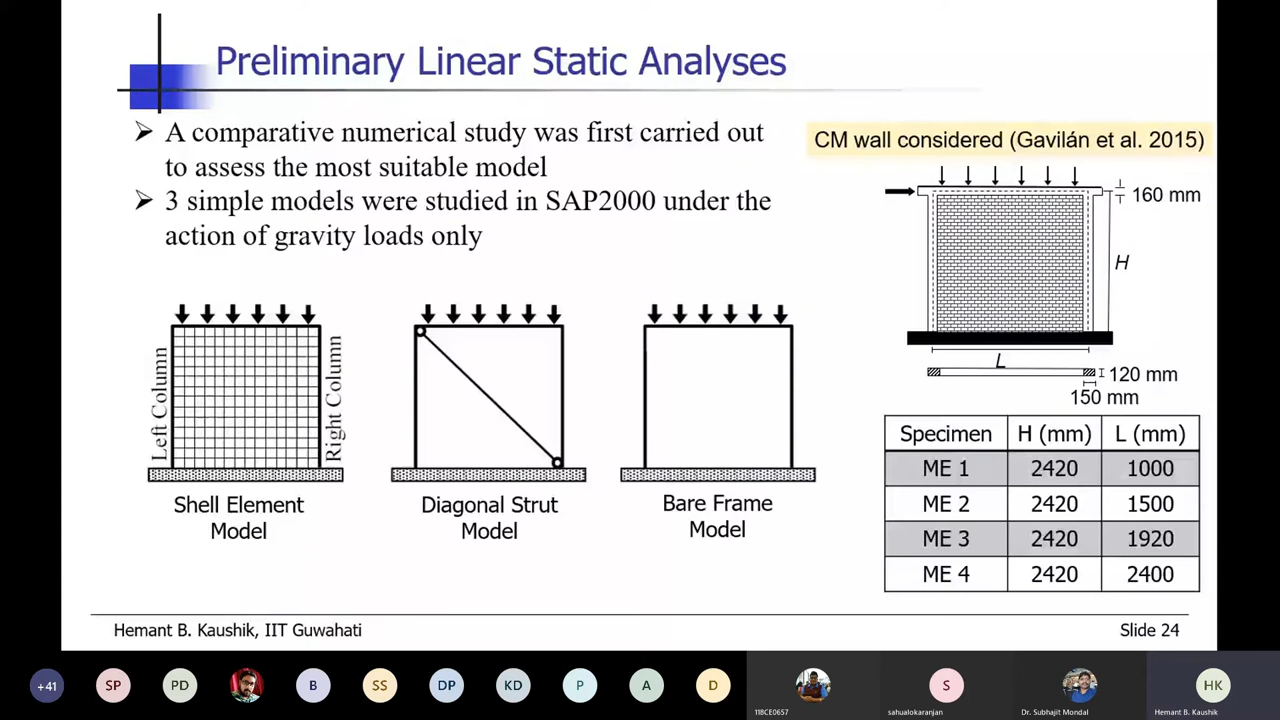 Preliminary Linear Static Analyses
➢ A comparative numerical study was first carried out
to assess the most suitable model
➢ 3 simple models were studied in SAP2000 under the
action of gravity loads only
CM wall considered (Gavilán et al. 2015)
160 mm
H
L
120 mm
150 mm
Left Column
Right Column
Shell Element
Model
Diagonal Strut
Model
Bare Frame
Model
Specimen H (mm) L (mm)
ME 1 2420 1000
ME 2 2420 1500
ME 3 2420 1920
ME 4 2420 2400
Hemant B. Kaushik, IIT Guwahati
Slide 24
+41 SP PD B SS DP KD P A D S HK
118CE0657 sahualokaranjan Dr. Subhajit Mondal Hemant B. Kaushik